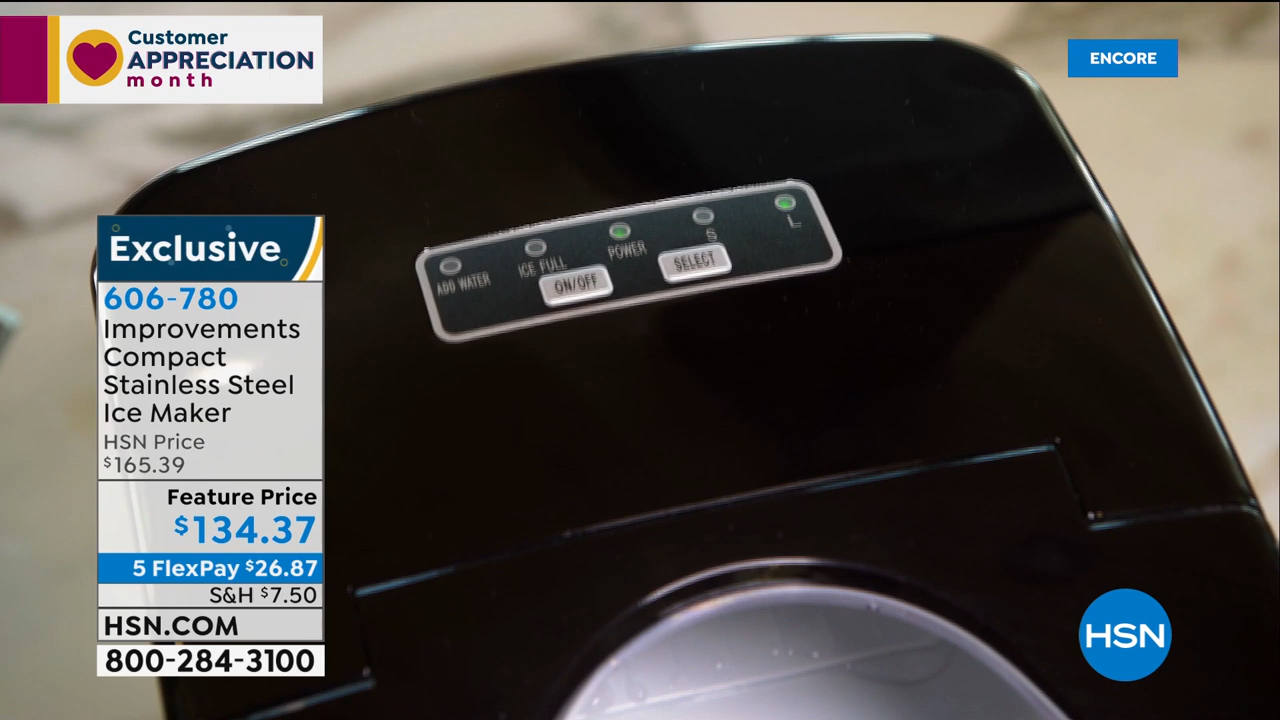 Customer
APPRECIATION
month
ENCORE
ADD WATER
ICE FULL
POWER
S
L
ON/OFF
SELECT
Exclusive
606-780
Improvements
Compact
Stainless Steel
Ice Maker
HSN Price
$165.39
Feature Price
$134.37
5 FlexPay $26.87
S&H $7.50
HSN.COM
800-284-3100
HSN